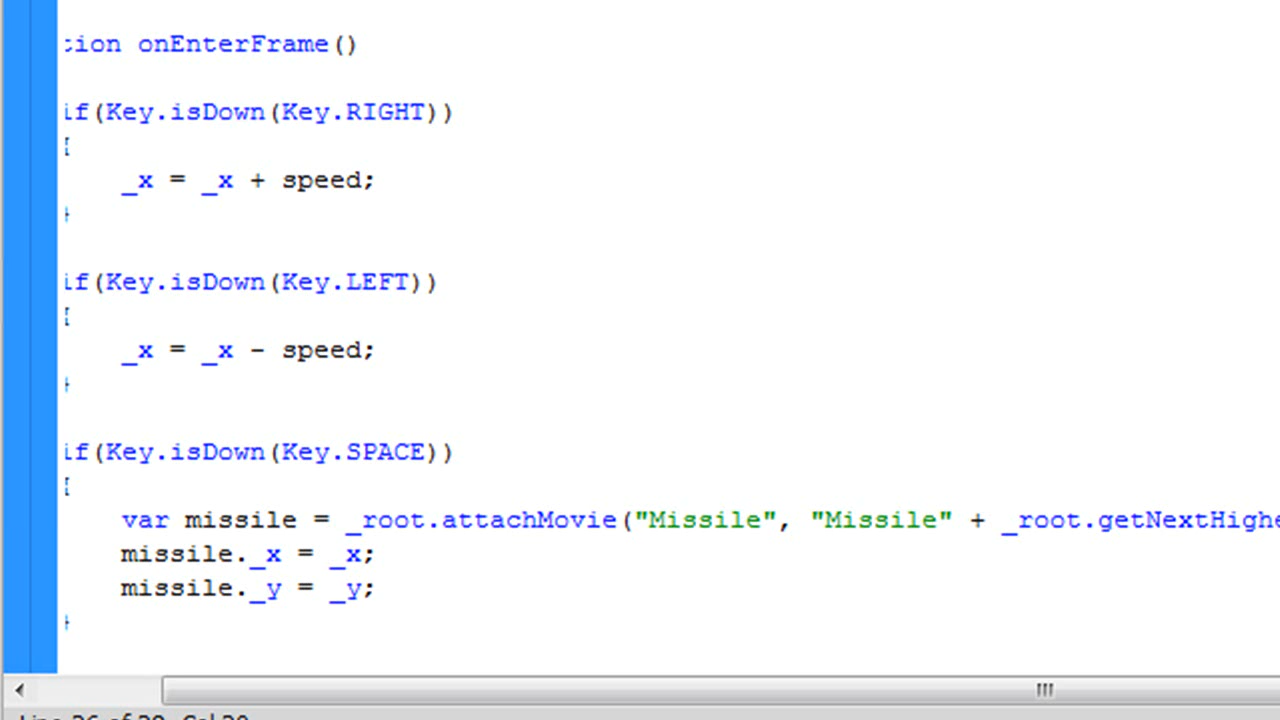 tion onEnterFrame()
if(Key.isDown(Key.RIGHT))
{
_x = _x + speed;
}
if(Key.isDown(Key.LEFT))
{
_x = _x - speed;
}
if(Key.isDown(Key.SPACE))
{
var missile = _root.attachMovie("Missile", "Missile" + _root.getNextHighe
missile._x = _x;
missile._y = _y;
}